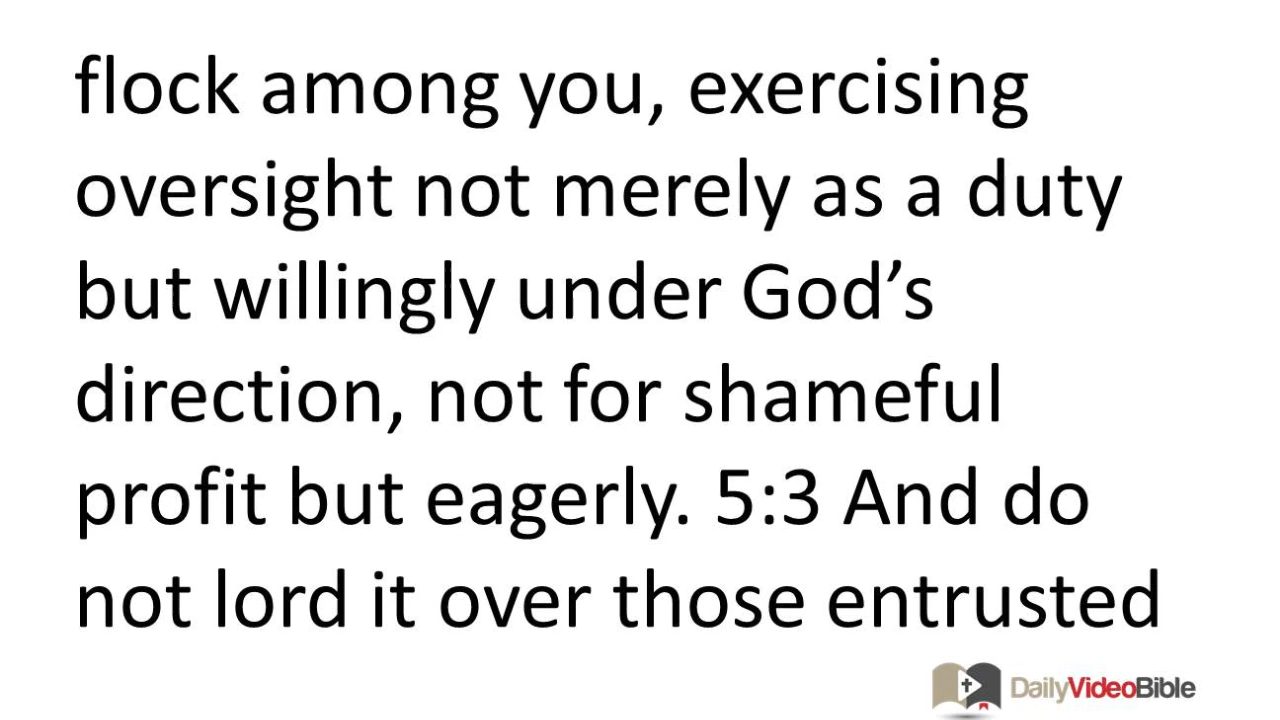 flock among you, exercising
oversight not merely as a duty
but willingly under God’s
direction, not for shameful
profit but eagerly. 5:3 And do
not lord it over those entrusted
DailyVideoBible